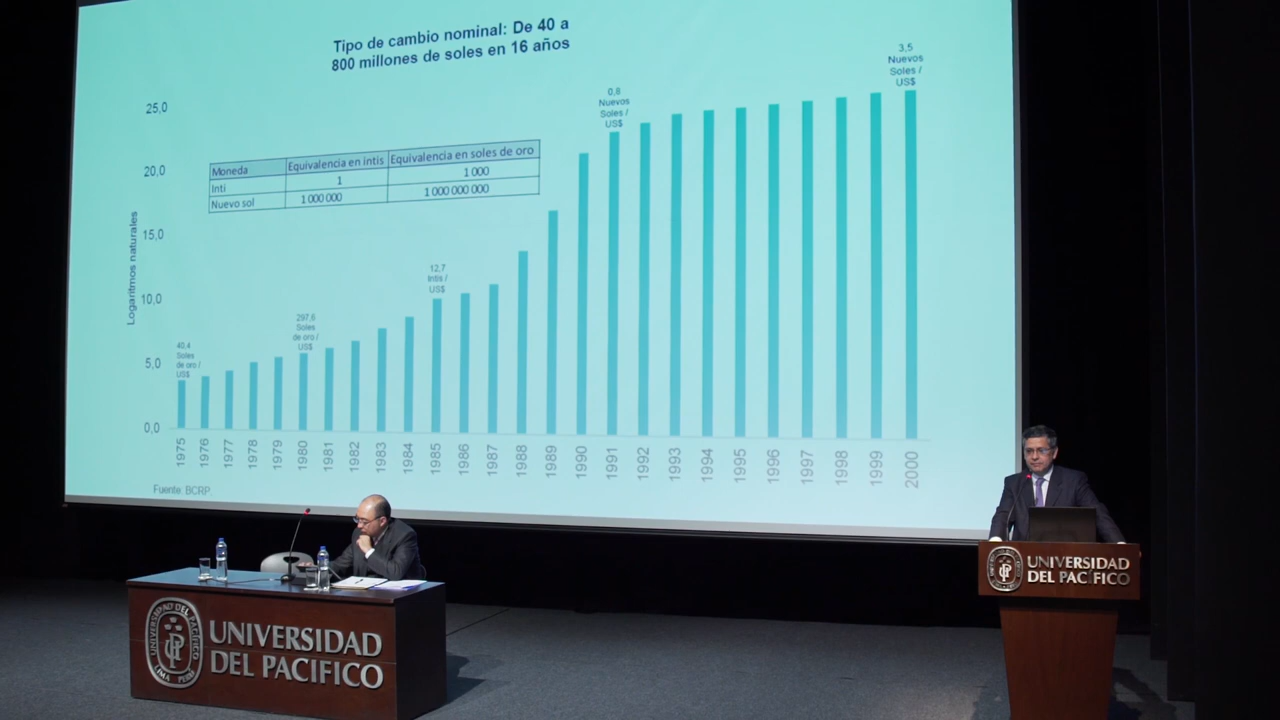 Tipo de cambio nominal: De 40 a
800 millones de soles en 16 años
3,5
Nuevos
Soles /
US$
0,8
Nuevos
Soles /
US$
25,0
20,0
15,0
10,0
5,0
0,0
Logaritmos naturales
Moneda Equivalencia en intis Equivalencia en soles de oro
Inti 1 1 000
Nuevo sol 1 000 000 1 000 000 000
12,7
Intis /
US$
297,6
Soles
de oro /
US$
40,4
Soles
de oro /
US$
1975 1976 1977 1978 1979 1980 1981 1982 1983 1984 1985 1986 1987 1988 1989 1990 1991 1992 1993 1994 1995 1996 1997 1998 1999 2000
Fuente: BCRP.
UNIVERSIDAD
DEL PACIFICO
UNIVERSIDAD DEL PACIFICO
LIMA PERU
UNIVERSIDAD
DEL PACIFICO